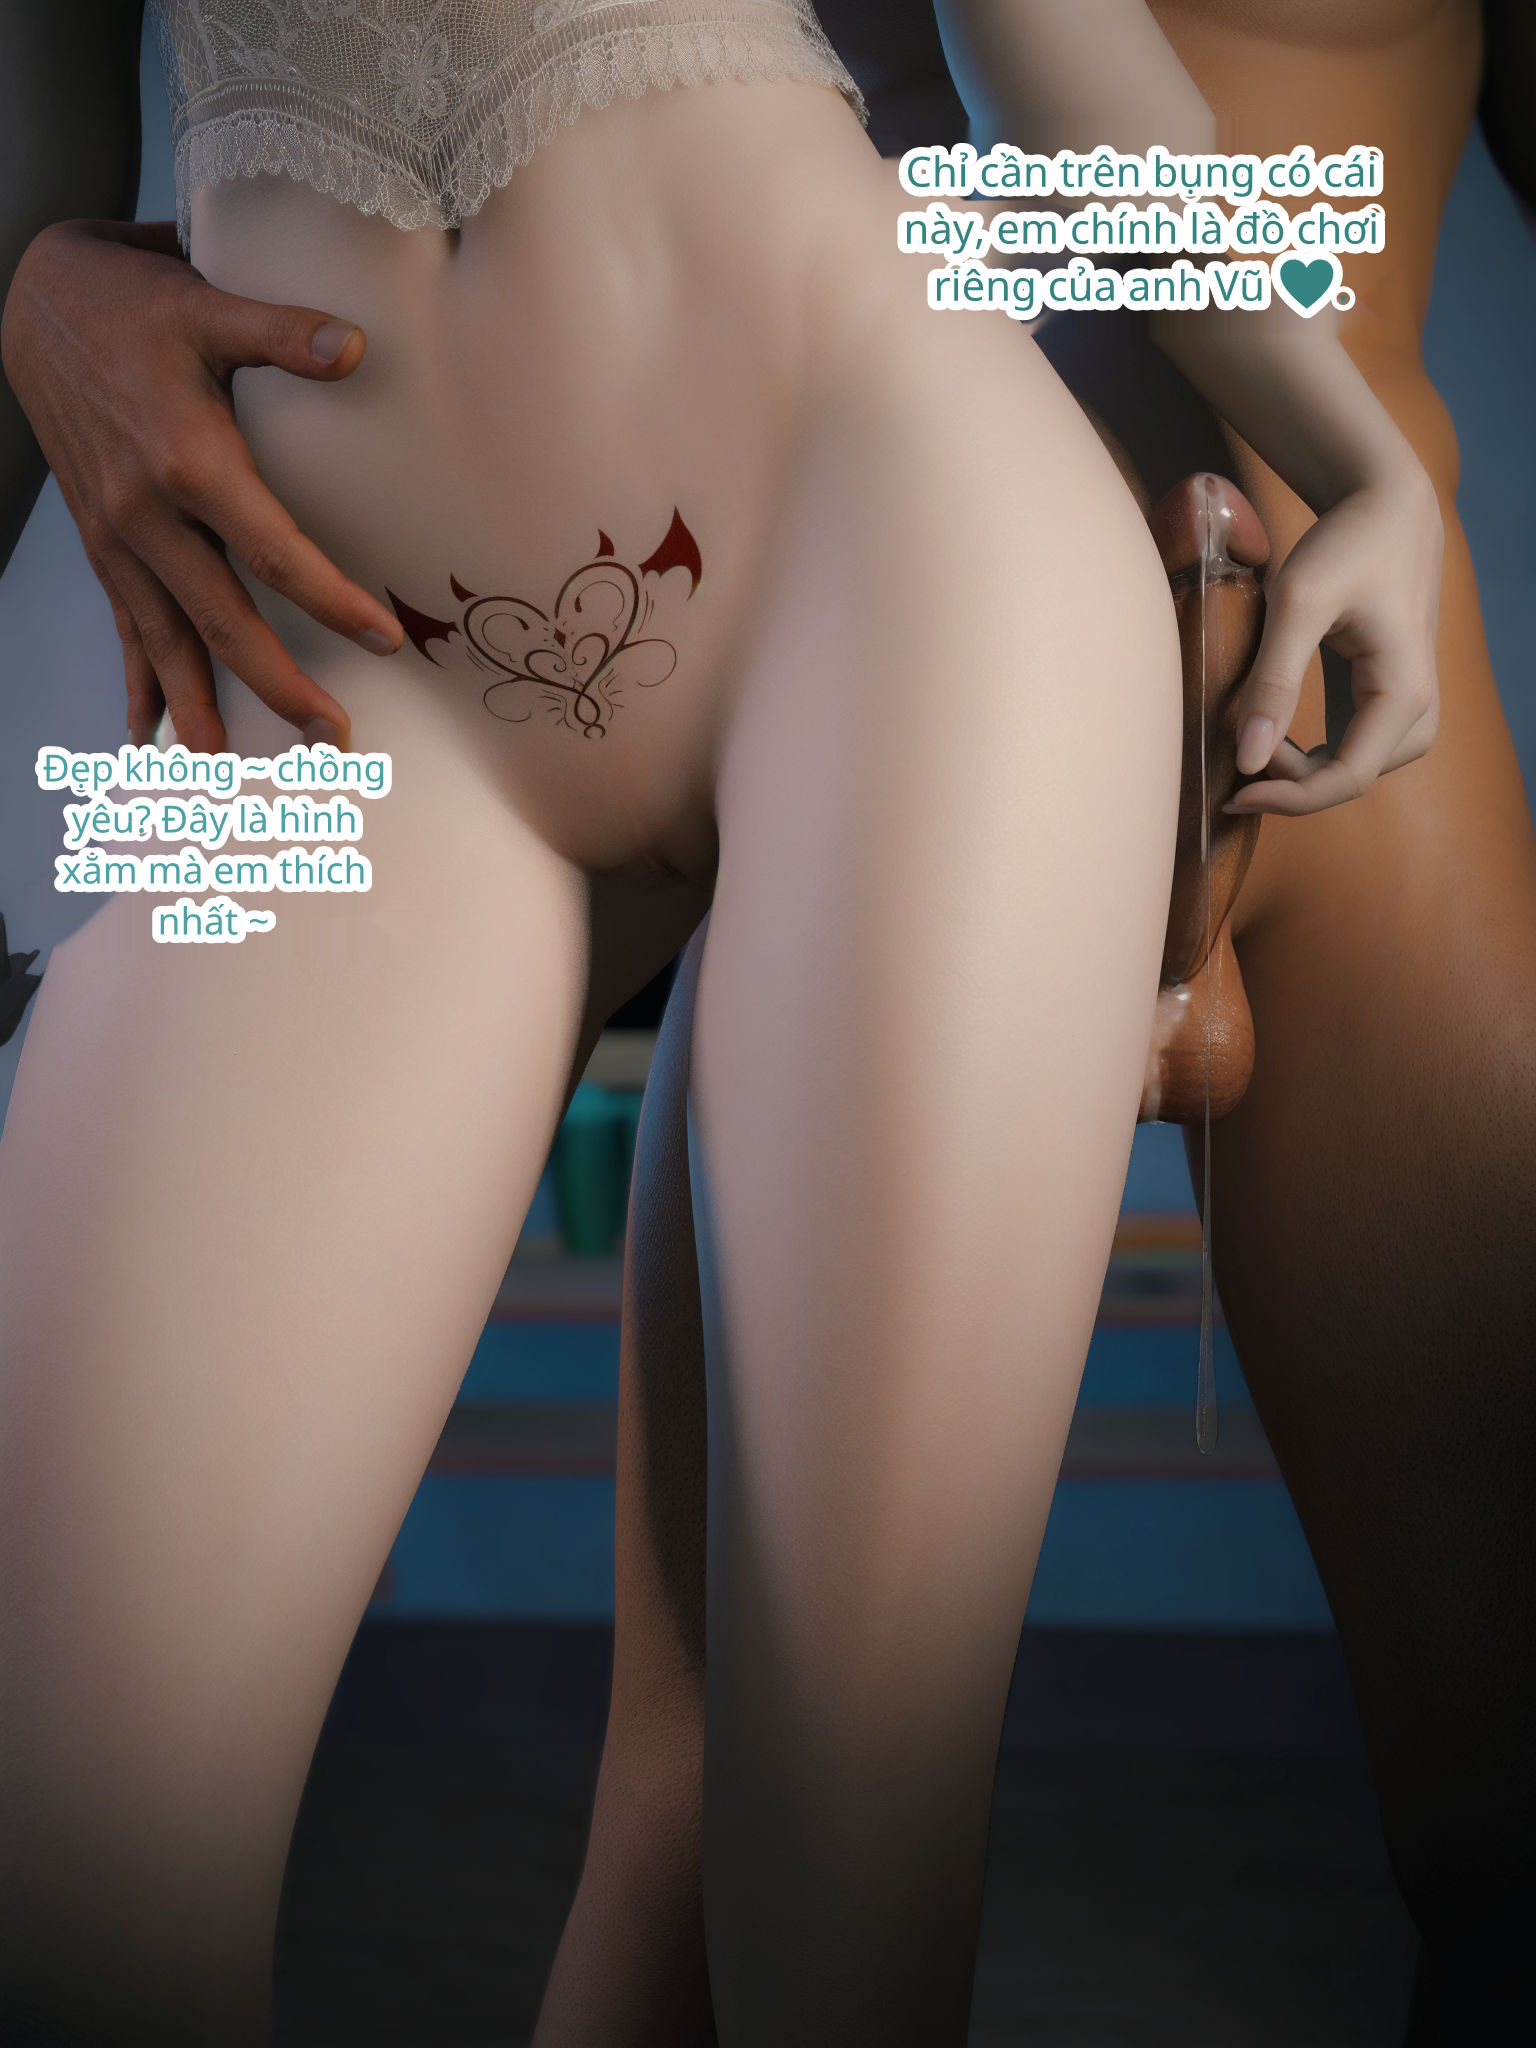 Chỉ cần trên bụng có cái
này, em chính là đồ chơi
riêng của anh Vũ ♥.
Đẹp không ~ chồng
yêu? Đây là hình
xẳm mà em thích
nhất ~